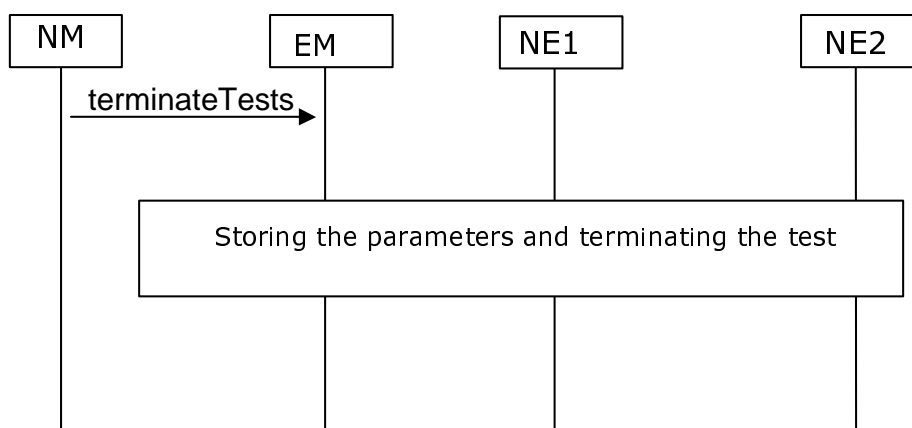 NM
EM
NE1
NE2
terminateTests
Storing the parameters and terminating the test